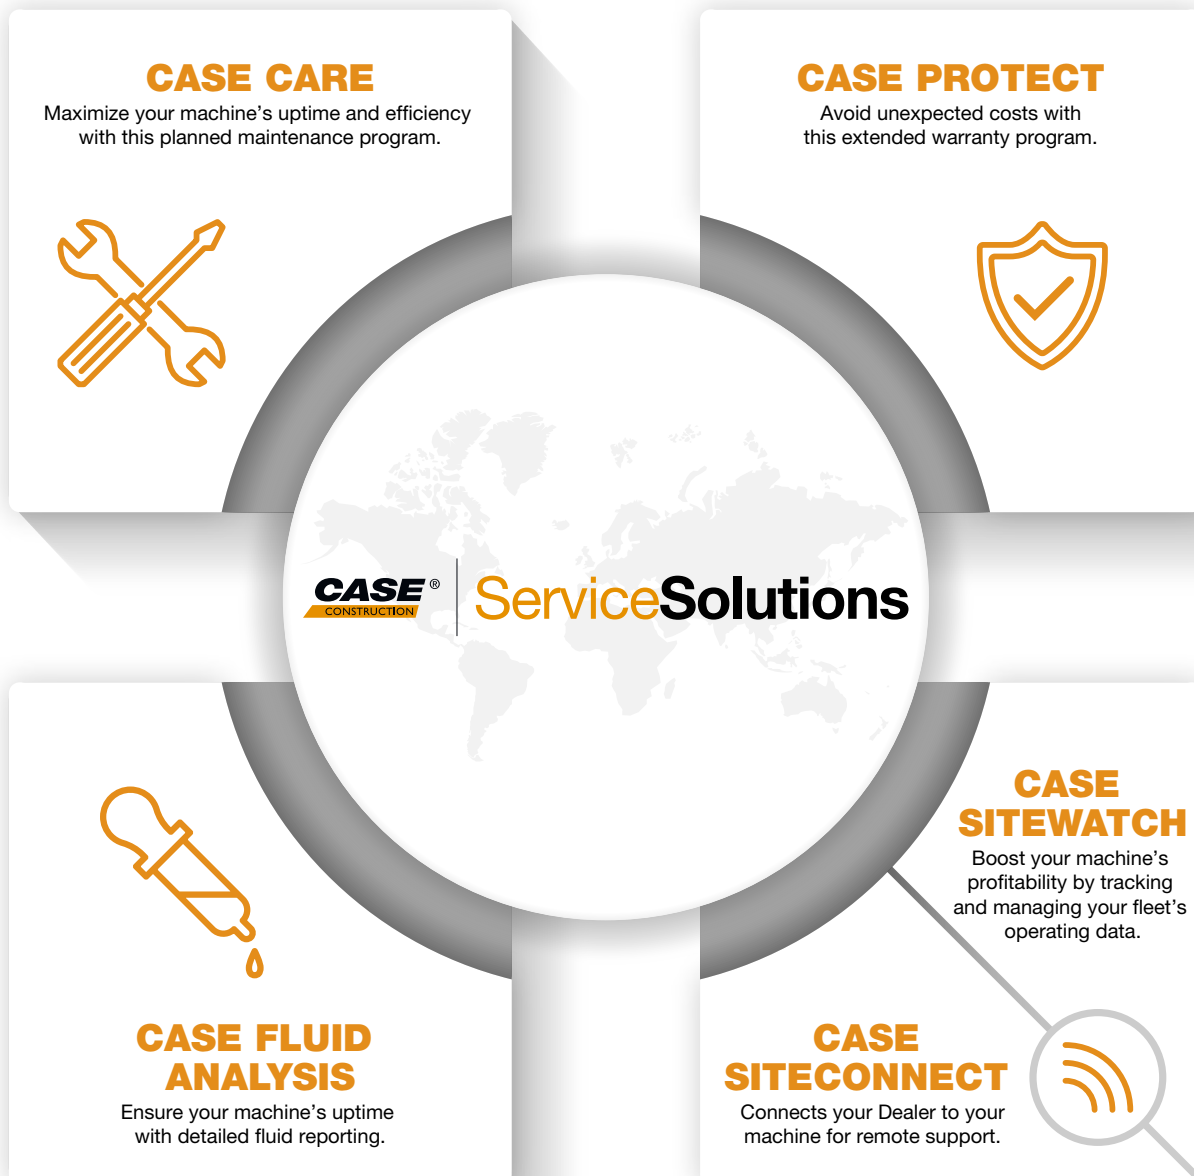 CASE CARE
Maximize your machine’s uptime and efficiency
with this planned maintenance program.
CASE PROTECT
Avoid unexpected costs with
this extended warranty program.
CASE ®
CONSTRUCTION
ServiceSolutions
CASE FLUID
ANALYSIS
Ensure your machine’s uptime
with detailed fluid reporting.
CASE
SITEWATCH
Boost your machine’s
profitability by tracking
and managing your fleet’s
operating data.
CASE
SITECONNECT
Connects your Dealer to your
machine for remote support.